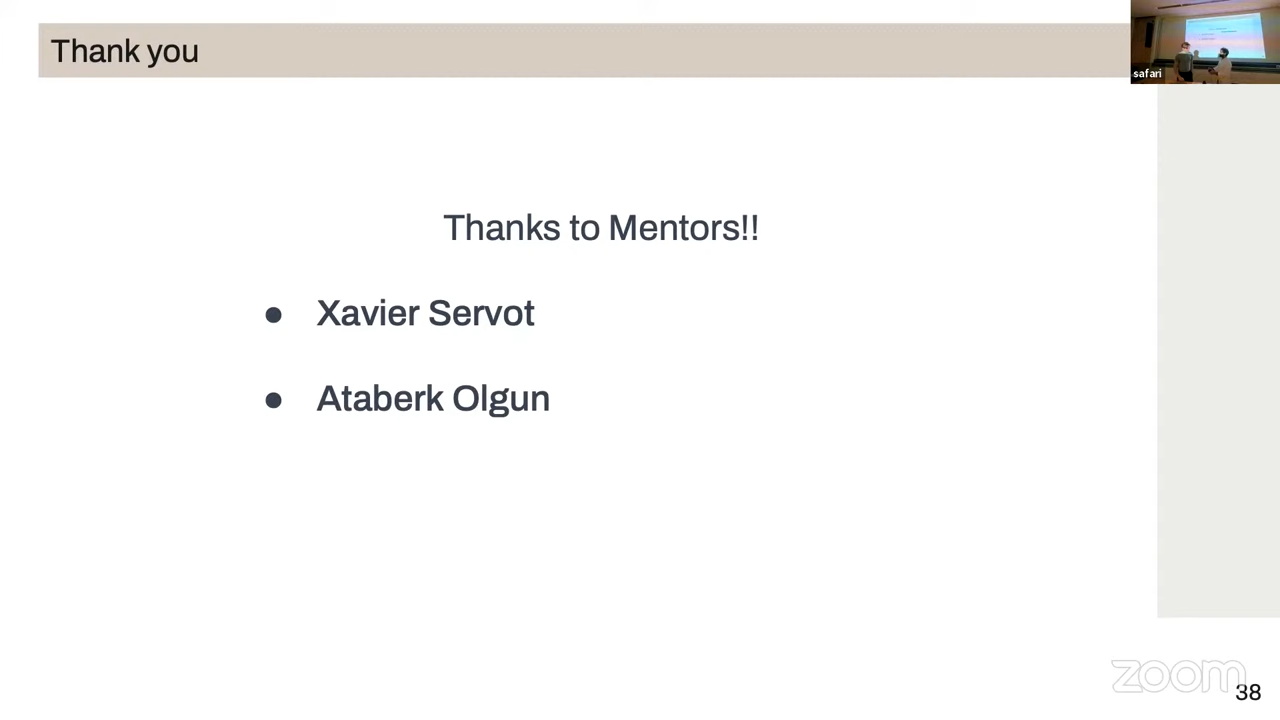 Thank you
safari
Thanks to Mentors!!
● Xavier Servot
● Ataberk Olgun
zoom
38